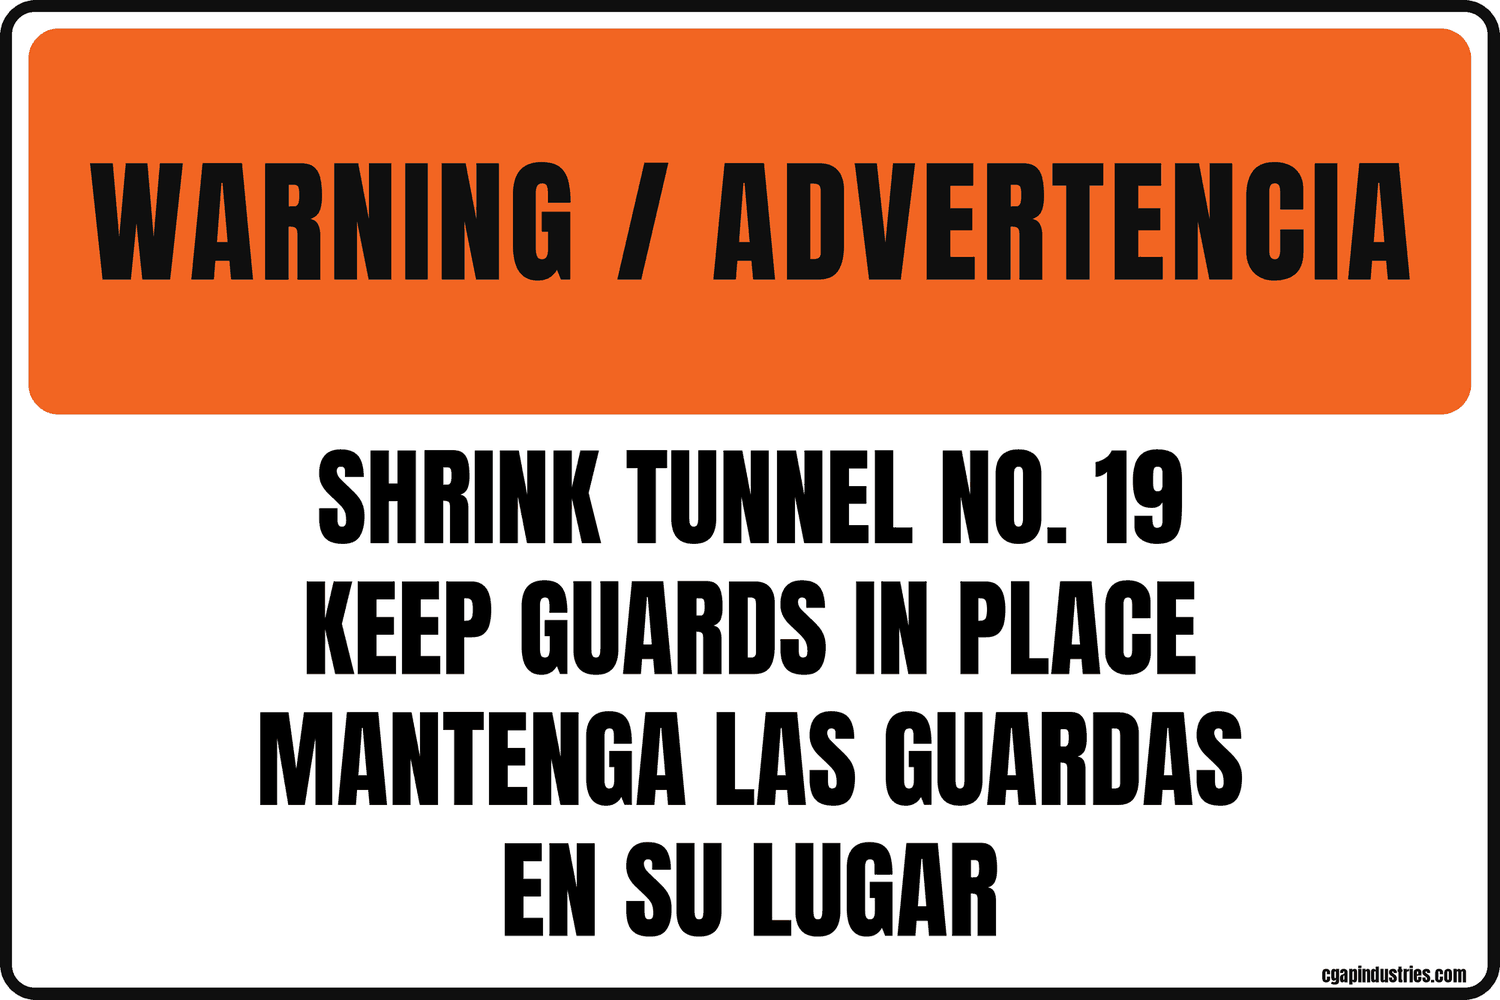 WARNING / ADVERTENCIA
SHRINK TUNNEL NO. 19
KEEP GUARDS IN PLACE
MANTENGA LAS GUARDAS
EN SU LUGAR
cgapindustries.com